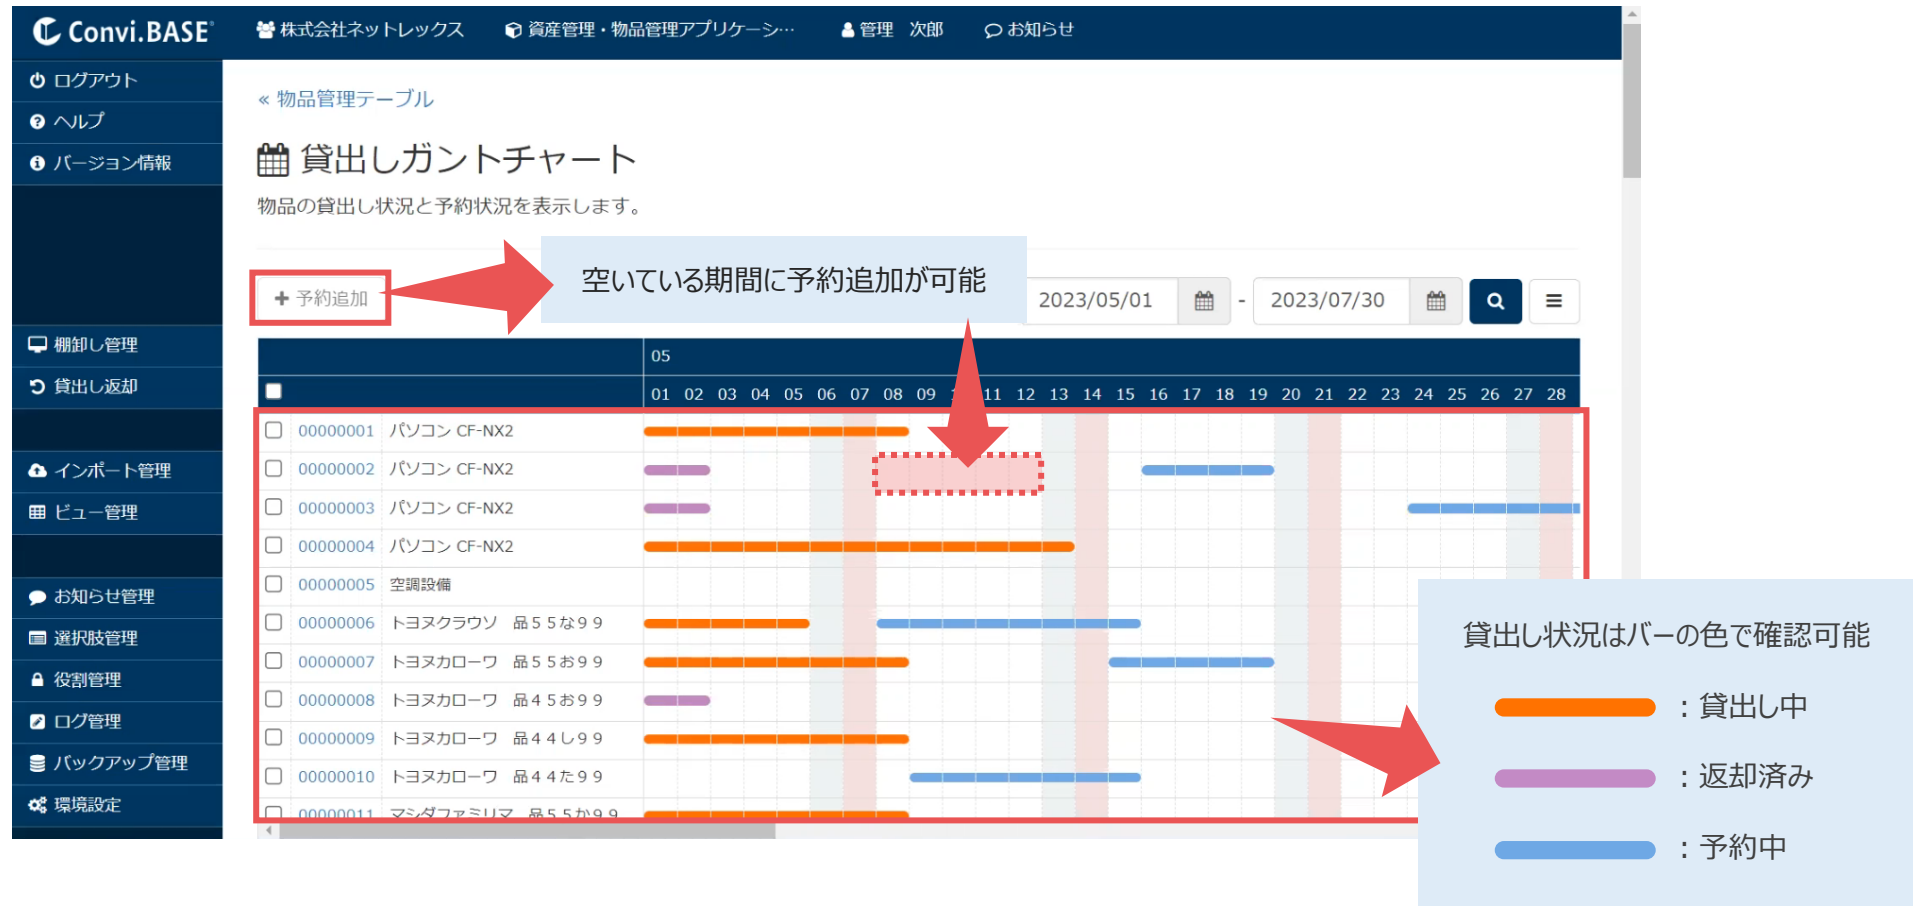 Convi.BASE
株式会社ネットレックス
資産管理・物品管理アプリケーシ…
管理　次郎
お知らせ
ログアウト
ヘルプ
バージョン情報
棚卸し管理
貸出し返却
インポート管理
ビュー管理
お知らせ管理
選択肢管理
役割管理
ログ管理
バックアップ管理
環境設定
« 物品管理テーブル
貸出しガントチャート
物品の貸出し状況と予約状況を表示します。
+ 予約追加
空いている期間に予約追加が可能
2023/05/01 - 2023/07/30
05
01 02 03 04 05 06 07 08 09 11 12 13 14 15 16 17 18 19 20 21 22 23 24 25 26 27 28
00000001 パソコン CF-NX2
00000002 パソコン CF-NX2
00000003 パソコン CF-NX2
00000004 パソコン CF-NX2
00000005 空調設備
00000006 トヨヌクラウソ　品５５な９９
00000007 トヨヌカローワ　品５５お９９
00000008 トヨヌカローワ　品４５お９９
00000009 トヨヌカローワ　品４４し９９
00000010 トヨヌカローワ　品４４た９９
00000011 マシダファミリマ　品５５か９９
貸出し状況はバーの色で確認可能
：貸出し中
：返却済み
：予約中